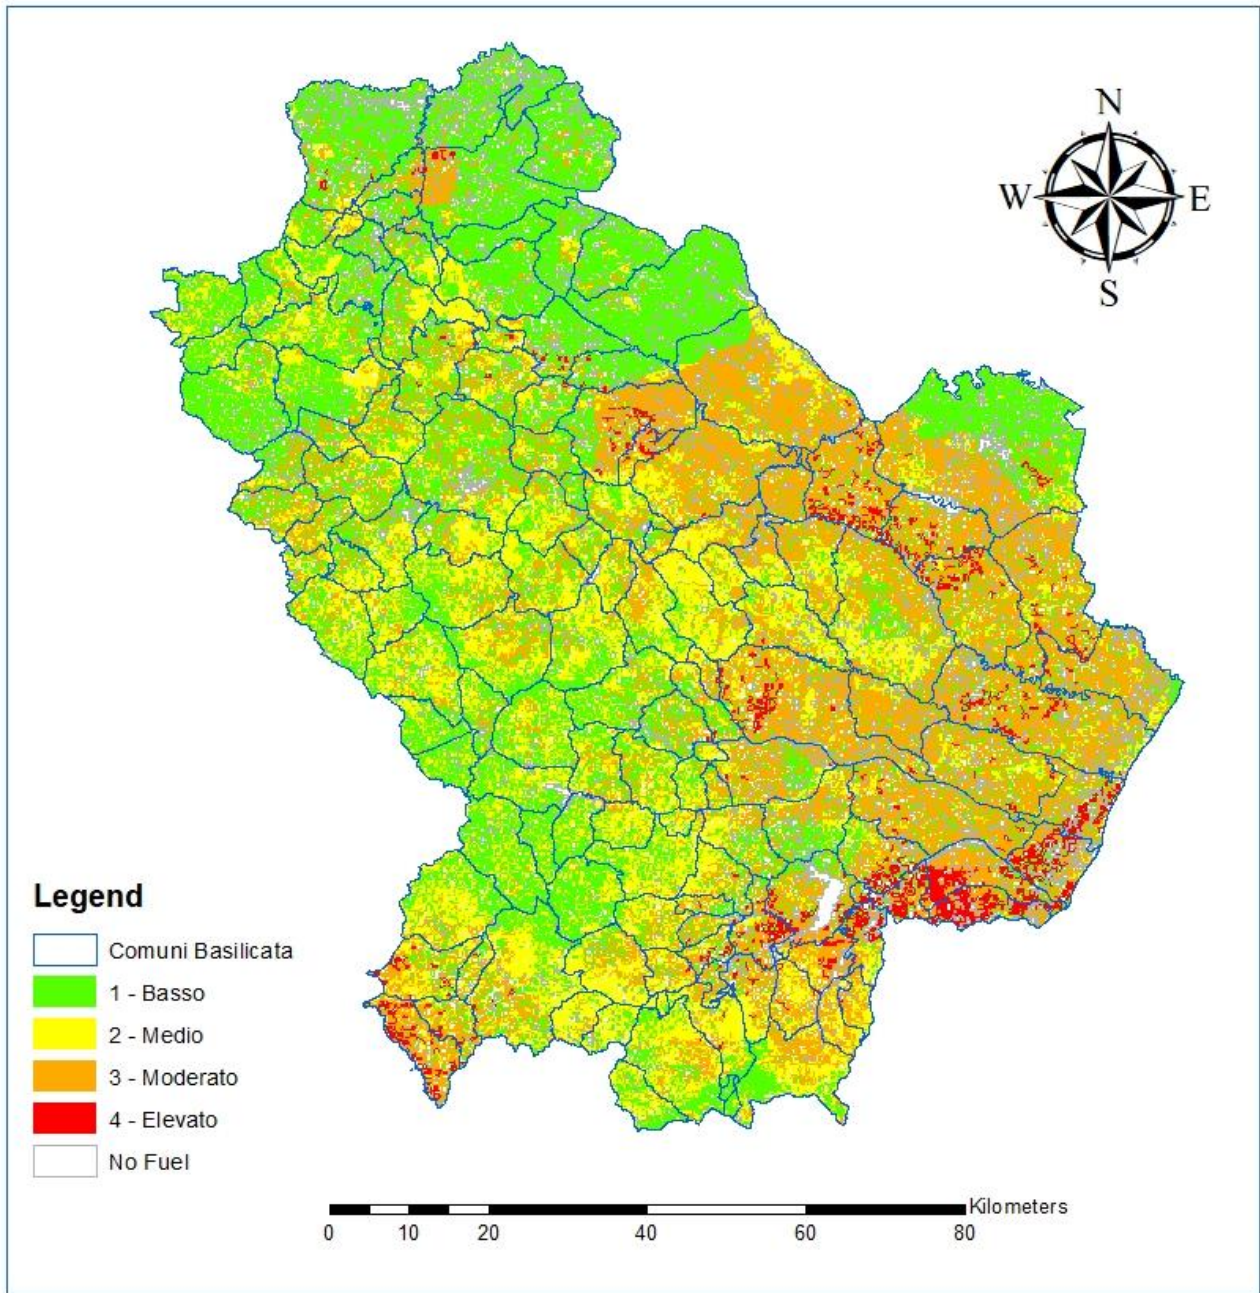 N
W E
S
Legend
Comuni Basilicata
1 - Basso
2 - Medio
3 - Moderato
4 - Elevato
No Fuel
Kilometers
0 10 20 40 60 80